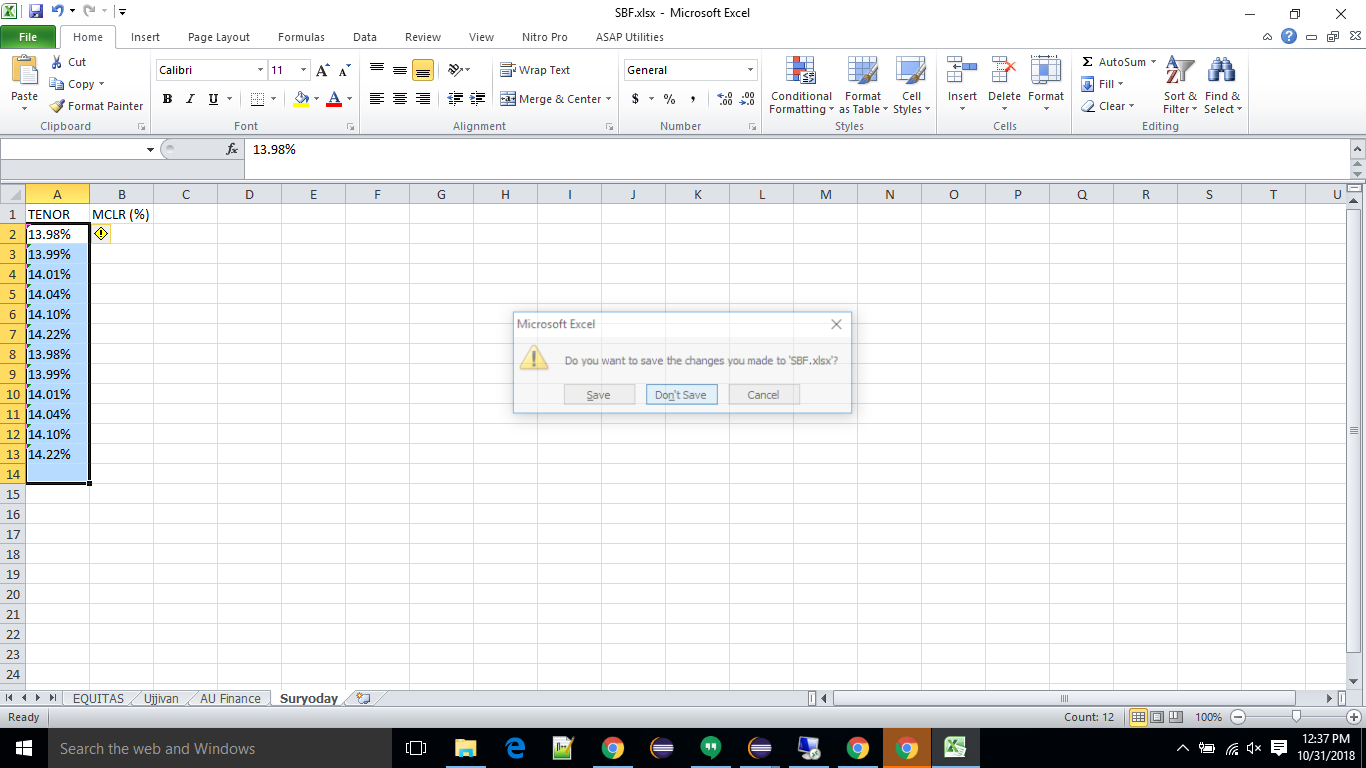 SBF.xlsx - Microsoft Excel
File Home Insert Page Layout Formulas Data Review View Nitro Pro ASAP Utilities
Paste
Cut
Copy
Format Painter
Clipboard
Calibri 11
B I U
Font
Wrap Text
Merge & Center
Alignment
General
$ % ,
Number
Conditional Formatting
Format as Table
Cell Styles
Styles
Insert Delete Format
Cells
Σ AutoSum
Fill
Clear
Sort & Filter
Find & Select
Editing
fx 13.98%
A B C D E F G H I J K L M N O P Q R S T U
1 TENOR MCLR (%)
2 13.98%
3 13.99%
4 14.01%
5 14.04%
6 14.10%
7 14.22%
8 13.98%
9 13.99%
10 14.01%
11 14.04%
12 14.10%
13 14.22%
14
15
16
17
18
19
20
21
22
23
24
Microsoft Excel
Do you want to save the changes you made to 'SBF.xlsx'?
Save Don't Save Cancel
EQUITAS Ujjivan AU Finance Suryoday
Ready Count: 12 100%
Search the web and Windows
12:37 PM
10/31/2018